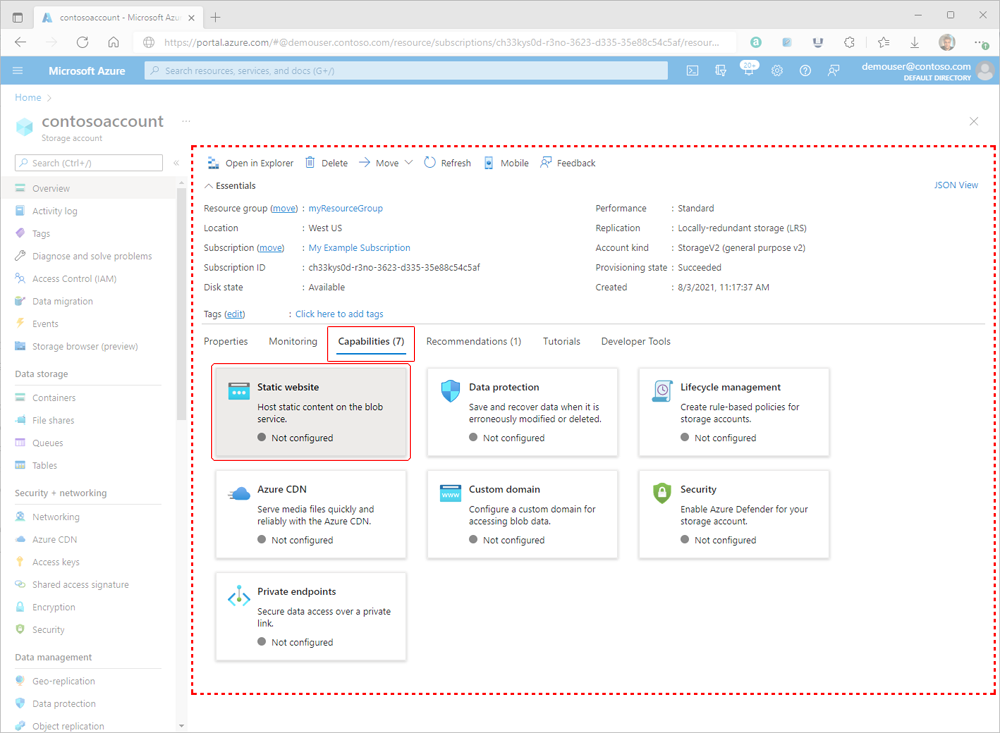 contosoaccount - Microsoft Azu
https://portal.azure.com/#@demouser.contoso.com/resource/subscriptions/ch33kys0d-r3no-3623-d335-35e88c54c5af/resour...
Microsoft Azure
Search resources, services, and docs (G+/)
20+
demouser@contoso.com
DEFAULT DIRECTORY
Home
contosoaccount
...
Storage account
Search (Ctrl+/)
«
Overview
Activity log
Tags
Diagnose and solve problems
Access Control (IAM)
Data migration
Events
Storage browser (preview)
Data storage
Containers
File shares
Queues
Tables
Security + networking
Networking
Azure CDN
Access keys
Shared access signature
Encryption
Security
Data management
Geo-replication
Data protection
Object replication
Open in Explorer
Delete
Move
Refresh
Mobile
Feedback
Essentials
JSON View
Resource group (move) : myResourceGroup
Location : West US
Subscription (move) : My Example Subscription
Subscription ID : ch33kys0d-r3no-d335-35e88c54c5af
Disk state : Available
Performance : Standard
Replication : Locally-redundant storage (LRS)
Account kind : StorageV2 (general purpose v2)
Provisioning state : Succeeded
Created : 8/3/2021, 11:17:37 AM
Tags (edit) : Click here to add tags
Properties
Monitoring
Capabilities (7)
Recommendations (1)
Tutorials
Developer Tools
Static website
Host static content on the blob
service.
Not configured
Data protection
Save and recover data when it is
erroneously modified or deleted.
Not configured
Lifecycle management
Create rule-based policies for
storage accounts.
Not configured
Azure CDN
Serve media files quickly and
reliably with the Azure CDN.
Not configured
www
Custom domain
Configure a custom domain for
accessing blob data.
Not configured
Security
Enable Azure Defender for your
storage account.
Not configured
Private endpoints
Secure data access over a private
link.
Not configured